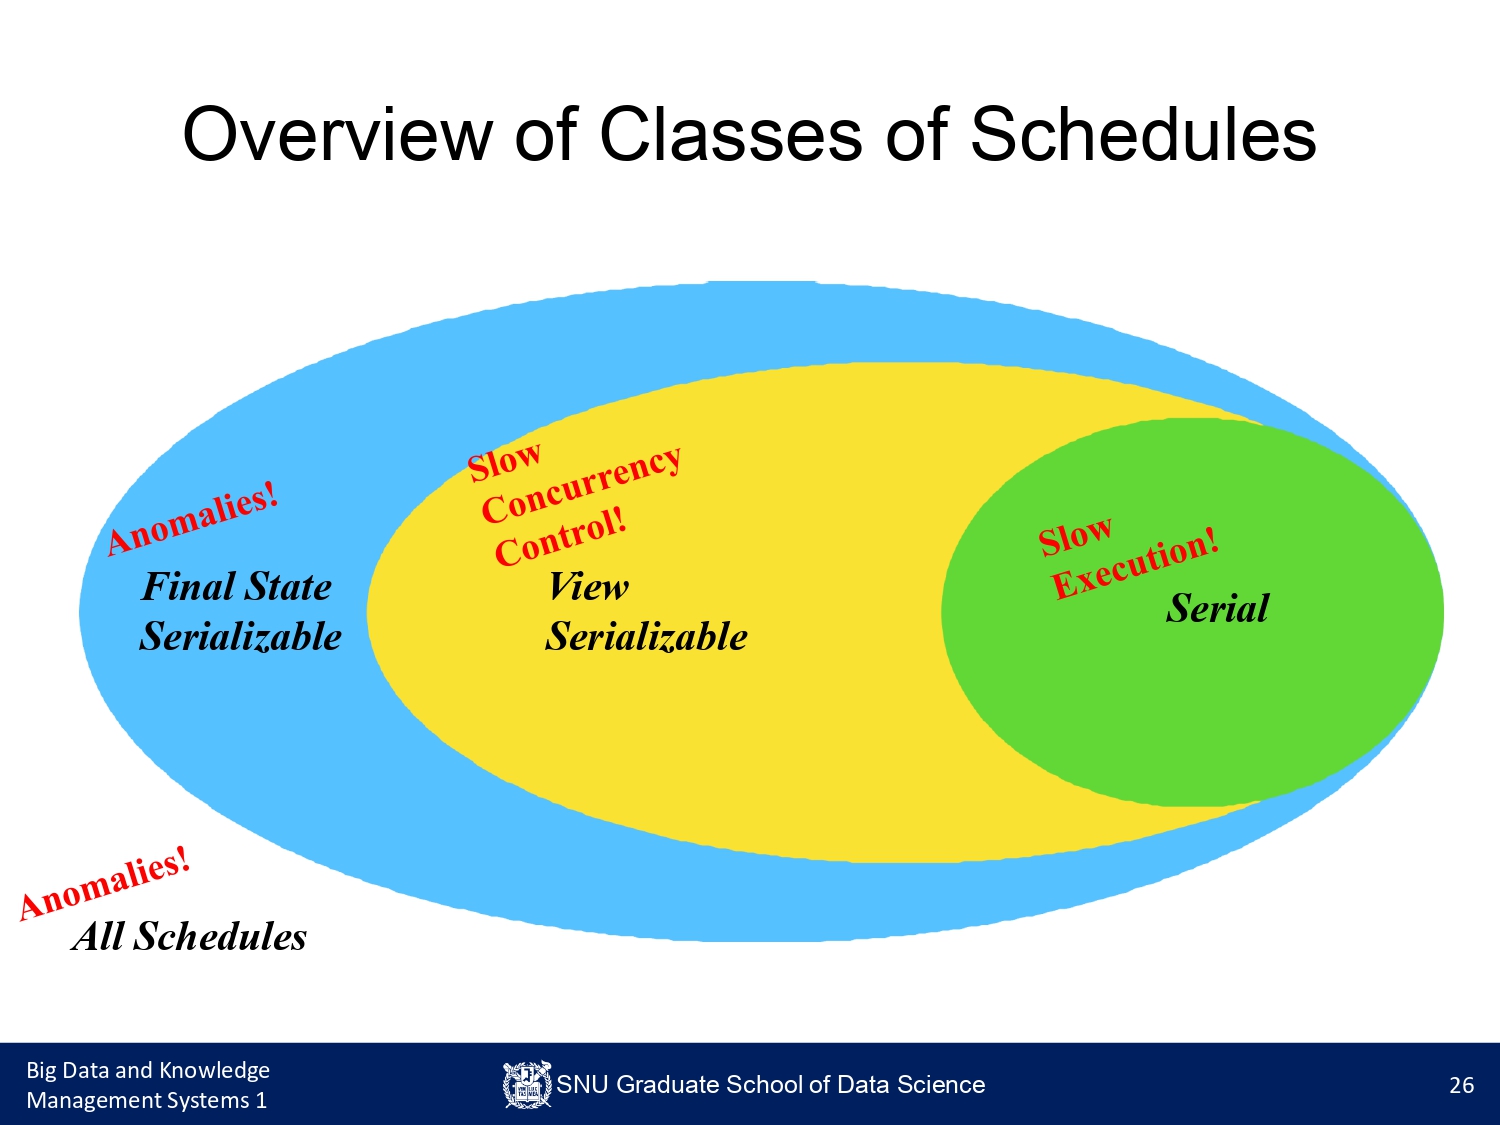 Overview of Classes of Schedules
Anomalies!
Final State
Serializable
Slow
Concurrency
Control!
View
Serializable
Slow
Execution!
Serial
Anomalies!
All Schedules
Big Data and Knowledge
Management Systems 1
SNU Graduate School of Data Science
26